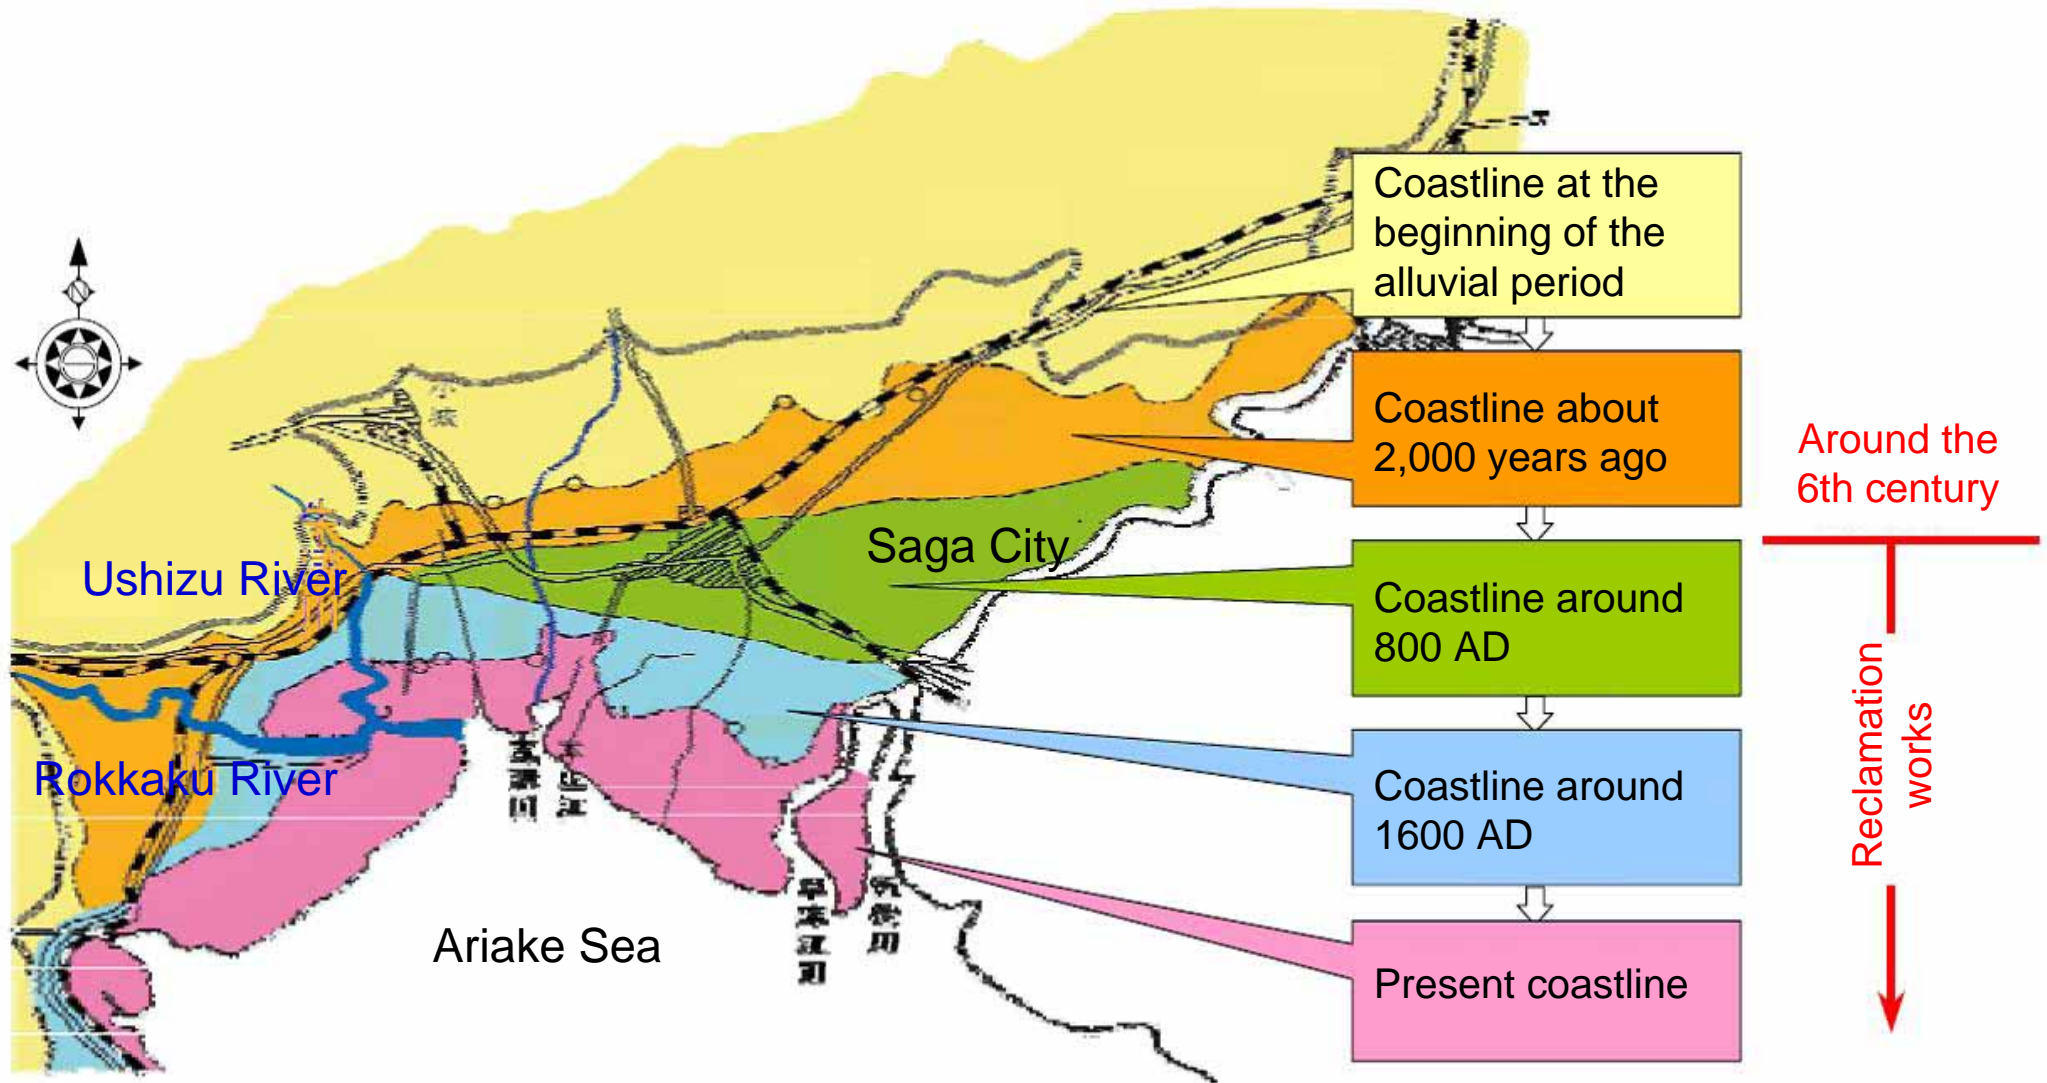 N
Coastline at the
beginning of the
alluvial period
Coastline about
2,000 years ago
Around the
6th century
Saga City
Ushizu River
Coastline around
800 AD
Reclamation
works
Rokkaku River
Coastline around
1600 AD
Ariake Sea
Present coastline